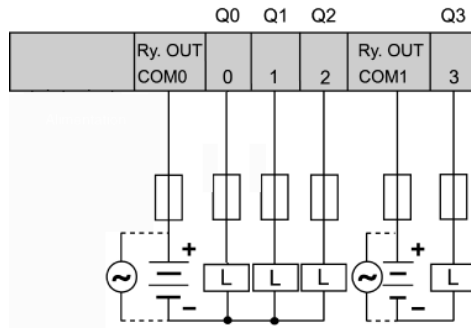 Q0 Q1 Q2 Q3
Ry. OUT Ry. OUT
COM0 0 1 2 COM1 3
+ +
~ L L L ~ L
− −